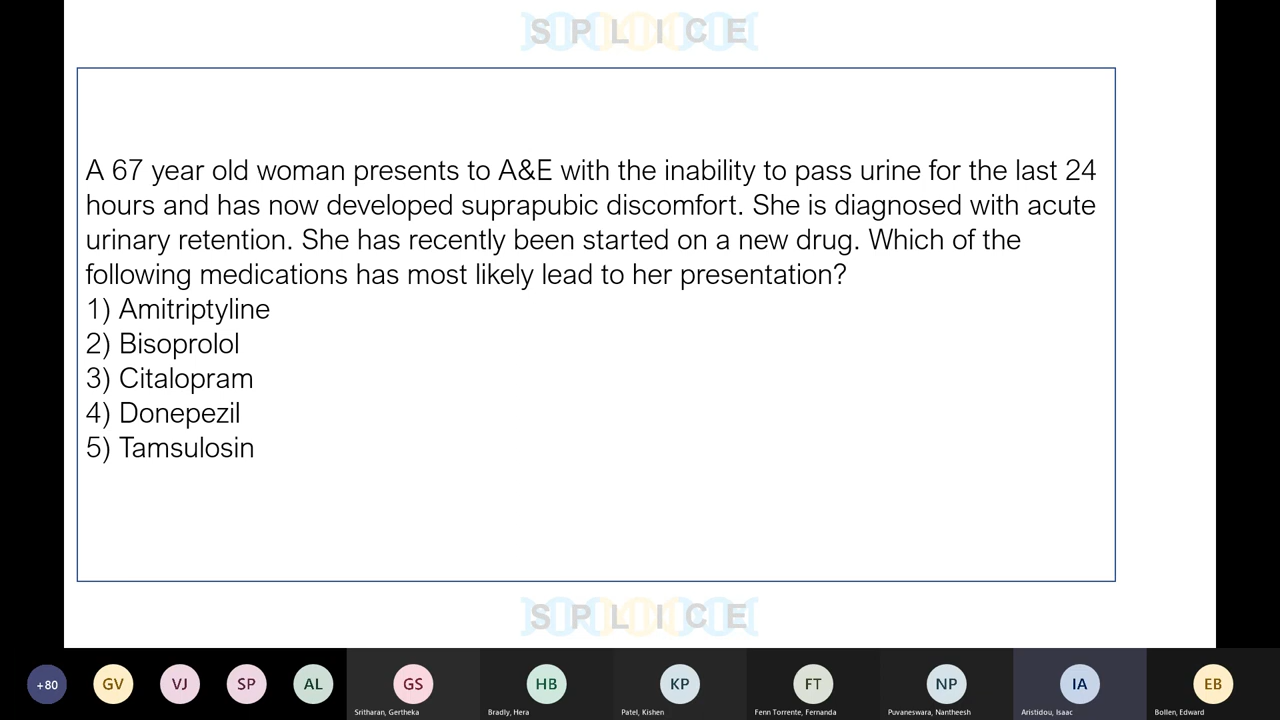 S P L I C E
A 67 year old woman presents to A&E with the inability to pass urine for the last 24
hours and has now developed suprapubic discomfort. She is diagnosed with acute
urinary retention. She has recently been started on a new drug. Which of the
following medications has most likely lead to her presentation?
1) Amitriptyline
2) Bisoprolol
3) Citalopram
4) Donepezil
5) Tamsulosin
S P L I C E
+80 GV VJ SP AL GS HB KP FT NP IA EB
Sritharan, Gertheka Bradly, Hera Patel, Kishen Fenn Torrente, Fernanda Puvaneswara, Nantheesh Aristidou, Isaac Bollen, Edward